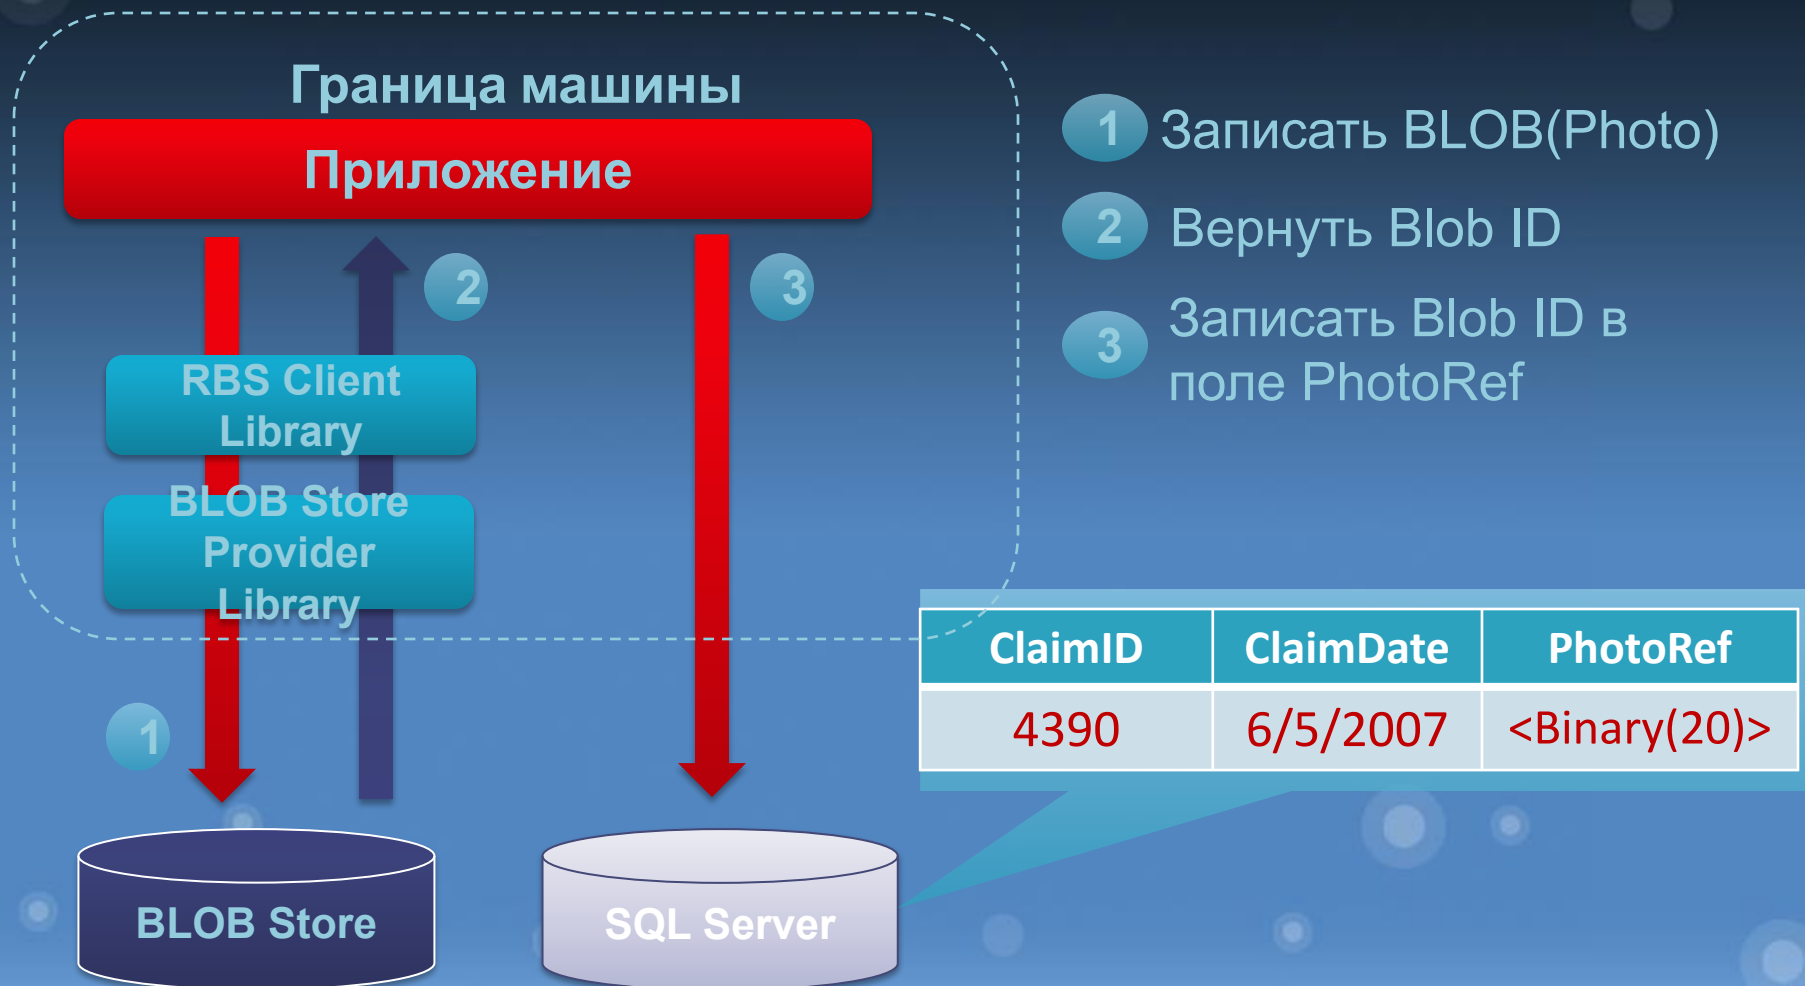 Граница машины
Приложение
2
3
RBS Client
Library
BLOB Store
Provider
Library
1
BLOB Store
SQL Server
1 Записать BLOB(Photo)
2 Вернуть Blob ID
3 Записать Blob ID в
поле PhotoRef
ClaimID ClaimDate PhotoRef
4390 6/5/2007 <Binary(20)>